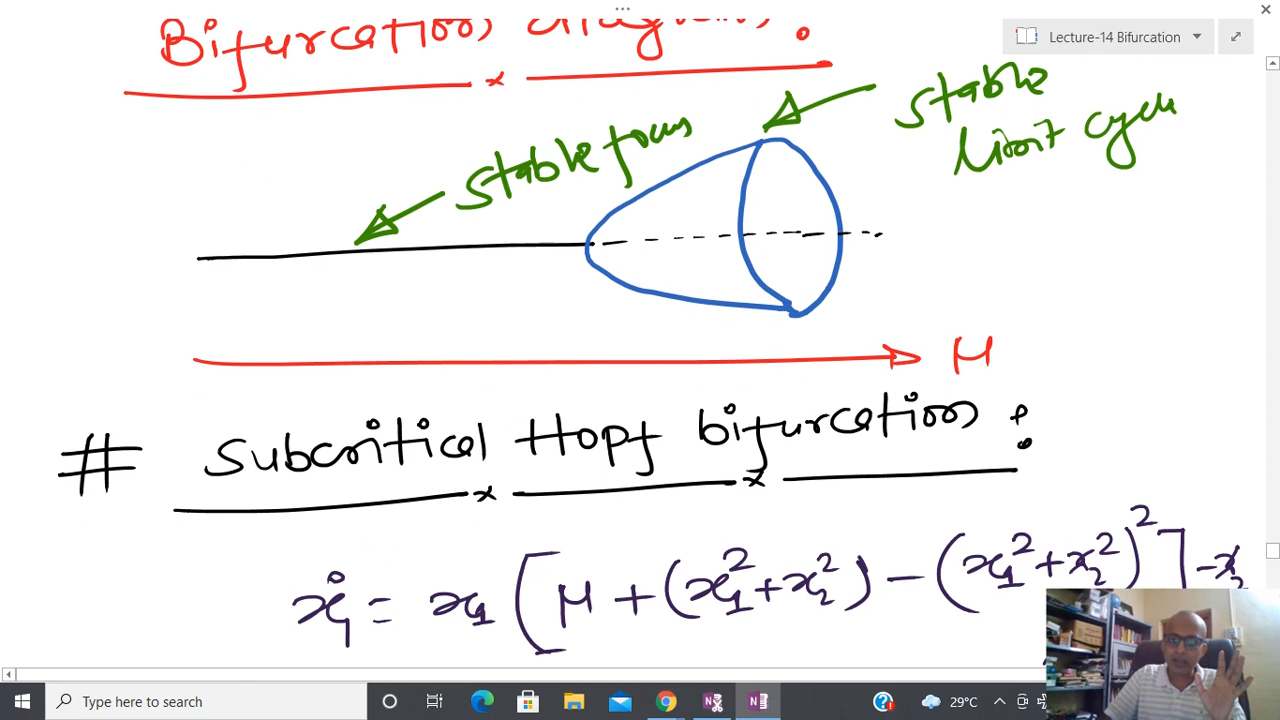 Bifurcation diagram:
Lecture-14 Bifurcation
stable focus
stable
limit cycle
μ
# Subcritical Hopf bifurcation:
ẋ₁ = x₁ [μ + (x₁² + x₂²) − (x₁² + x₂²)²] − x₂
Type here to search
29°C